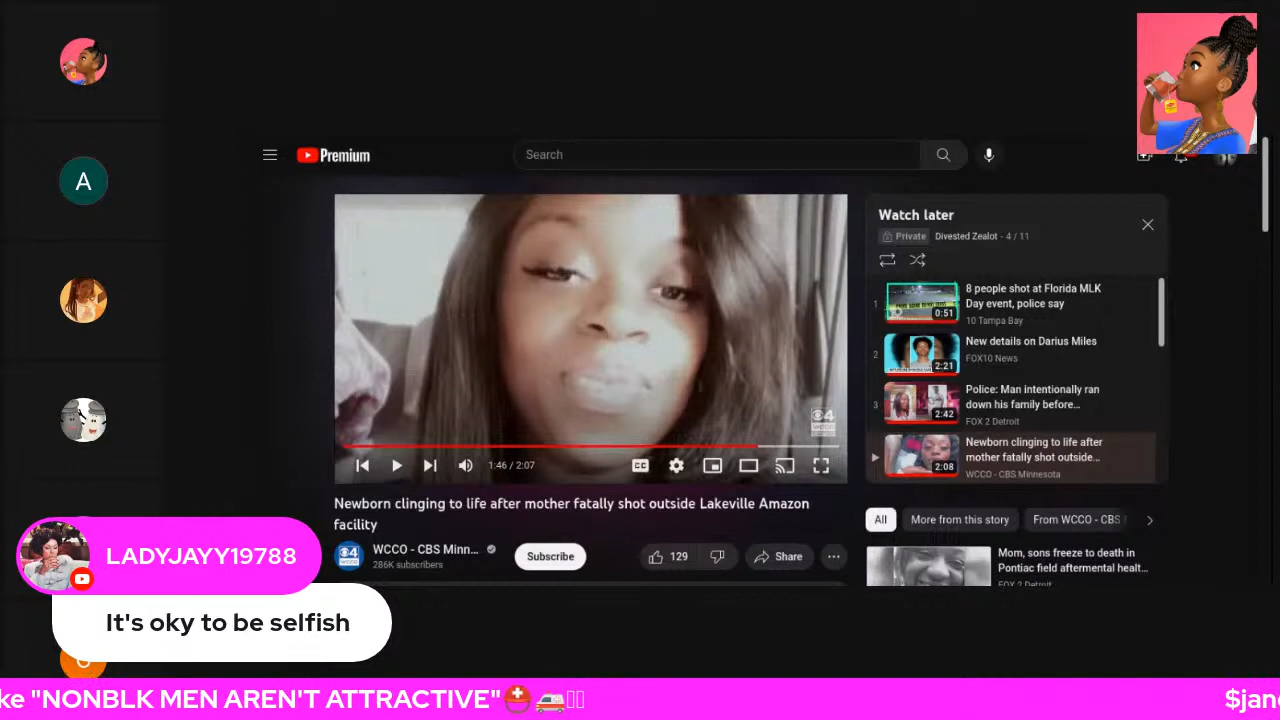 Premium
Search
A
Watch later
Private Divested Zealot - 4 / 11
1
8 people shot at Florida MLK
Day event, police say
10 Tampa Bay
0:51
2
New details on Darius Miles
FOX10 News
2:21
3
Police: Man intentionally ran
down his family before...
FOX 2 Detroit
2:42
Newborn clinging to life after
mother fatally shot outside...
WCCO - CBS Minnesota
2:08
4
WCCO
1:46 / 2:07
CC
Newborn clinging to life after mother fatally shot outside Lakeville Amazon
facility
WCCO - CBS Minn...
286K subscribers
Subscribe
129
Share
All
More from this story
From WCCO - CBS
Mom, sons freeze to death in
Pontiac field aftermental healt...
FOX 2 Detroit
LADYJAYY19788
It's oky to be selfish
ke "NONBLK MEN AREN'T ATTRACTIVE"
$jan